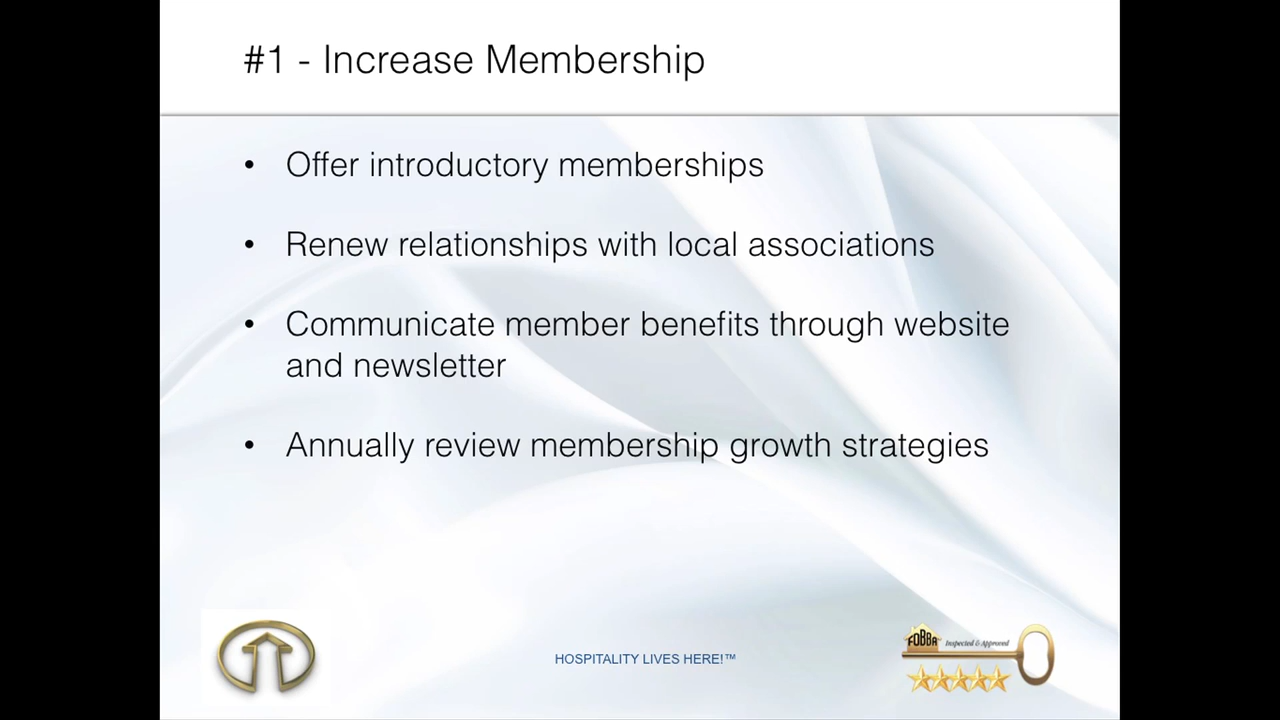 #1 - Increase Membership
• Offer introductory memberships
• Renew relationships with local associations
• Communicate member benefits through website
and newsletter
• Annually review membership growth strategies
HOSPITALITY LIVES HERE!™
FOBBA Inspected & Approved